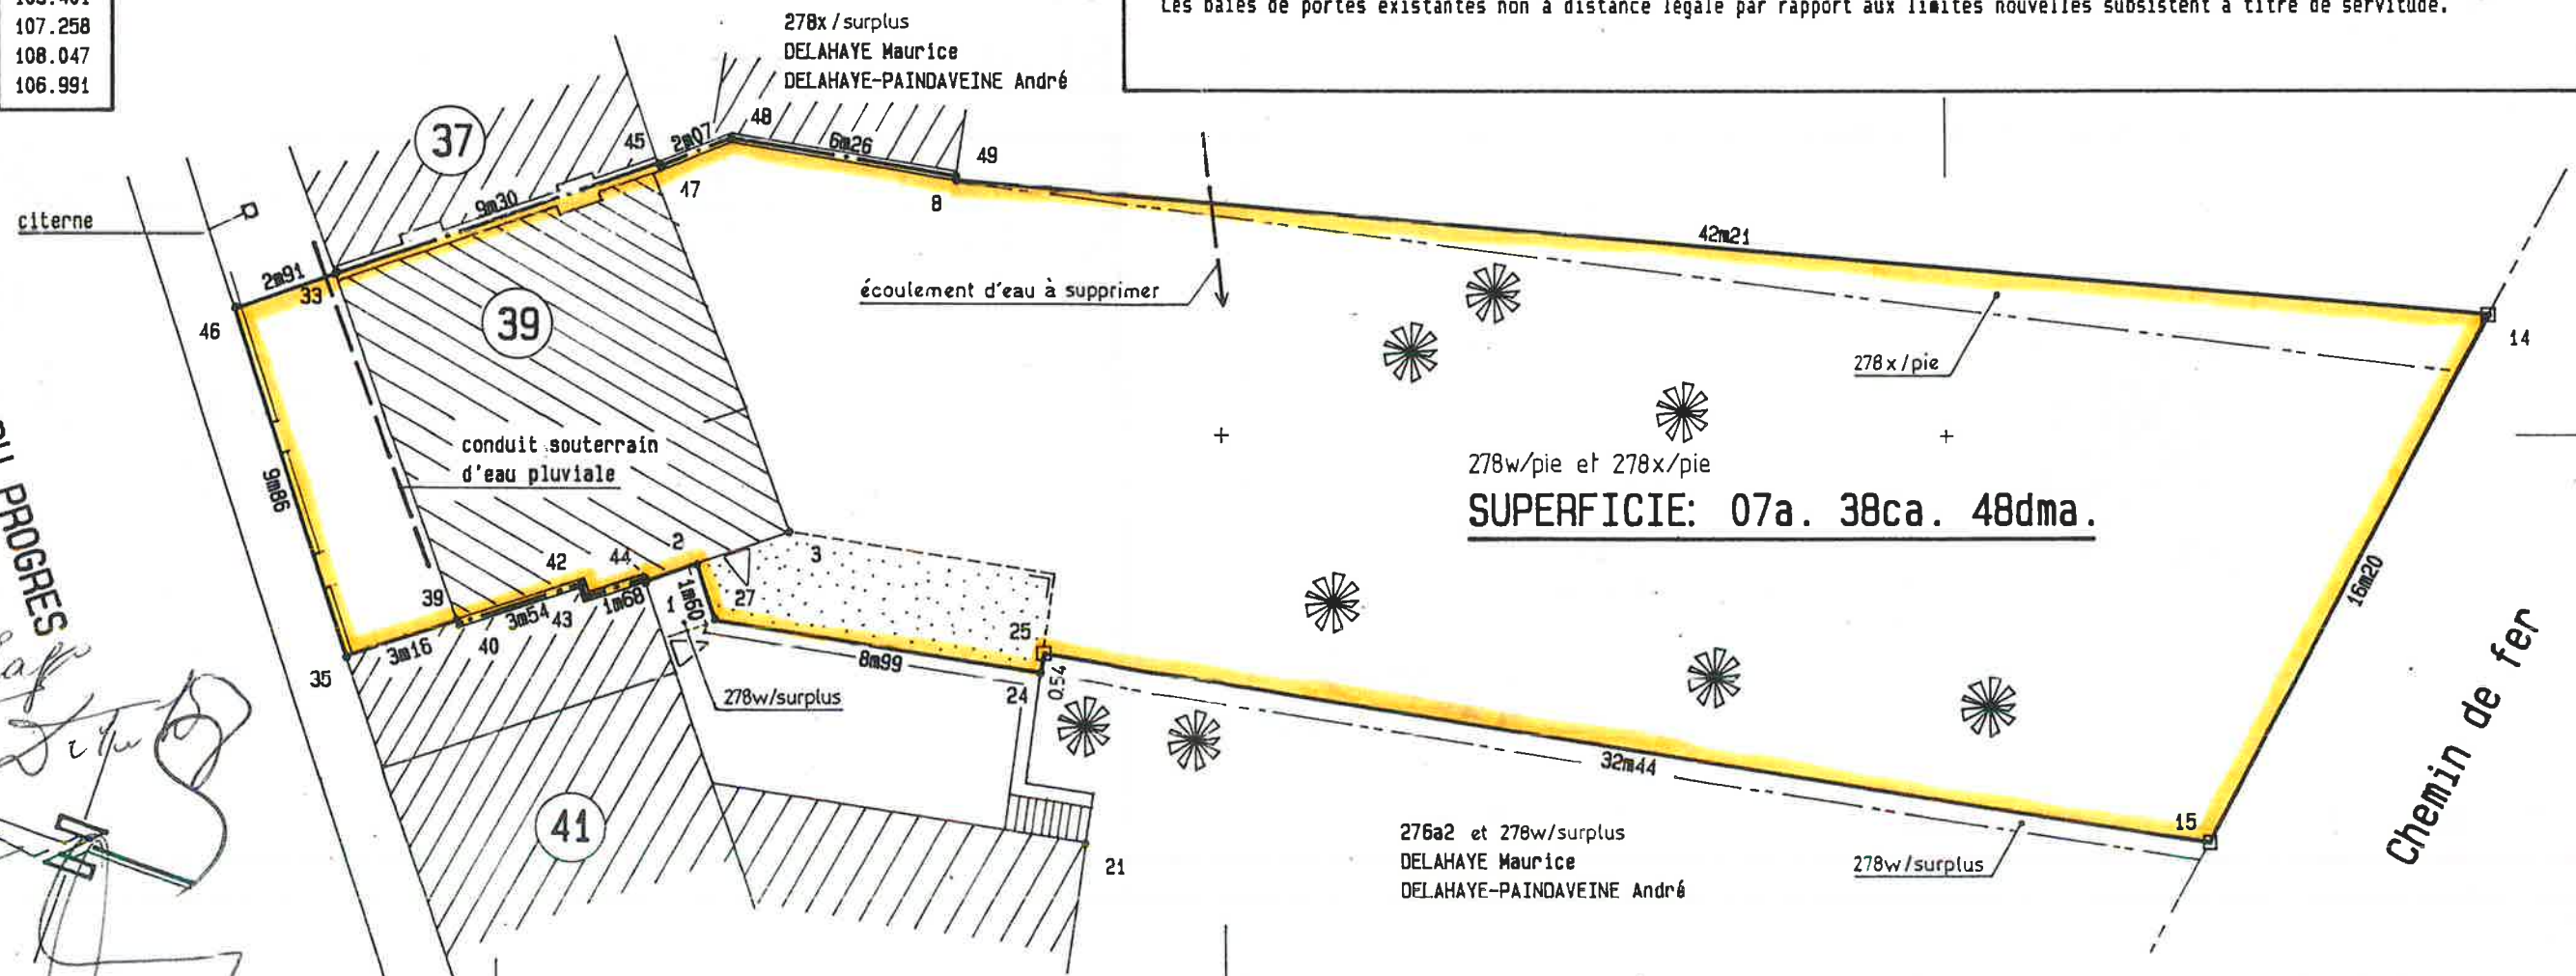 107.258
108.047
106.991
Les baies de portes existantes non à distance légale par rapport aux limites nouvelles subsistent à titre de servitude.
278x/surplus
DELAHAYE Maurice
DELAHAYE-PAINDAVEINE André
37
45
2m07
48
6m26
49
47
8
9m30
citerne
2m91
33
46
39
42m21
écoulement d'eau à supprimer
14
278x/pie
conduit souterrain
d'eau pluviale
9m86
278w/pie et 278x/pie
SUPERFICIE: 07a. 38ca. 48dma.
PROGRES
42
44
2
3
39
3m54
43
1m68
1
1m60
27
25
16m20
3m16
40
35
8m99
24
0.54
278w/surplus
32m44
Chemin de fer
41
21
276a2 et 278w/surplus
DELAHAYE Maurice
DELAHAYE-PAINDAVEINE André
15
278w/surplus